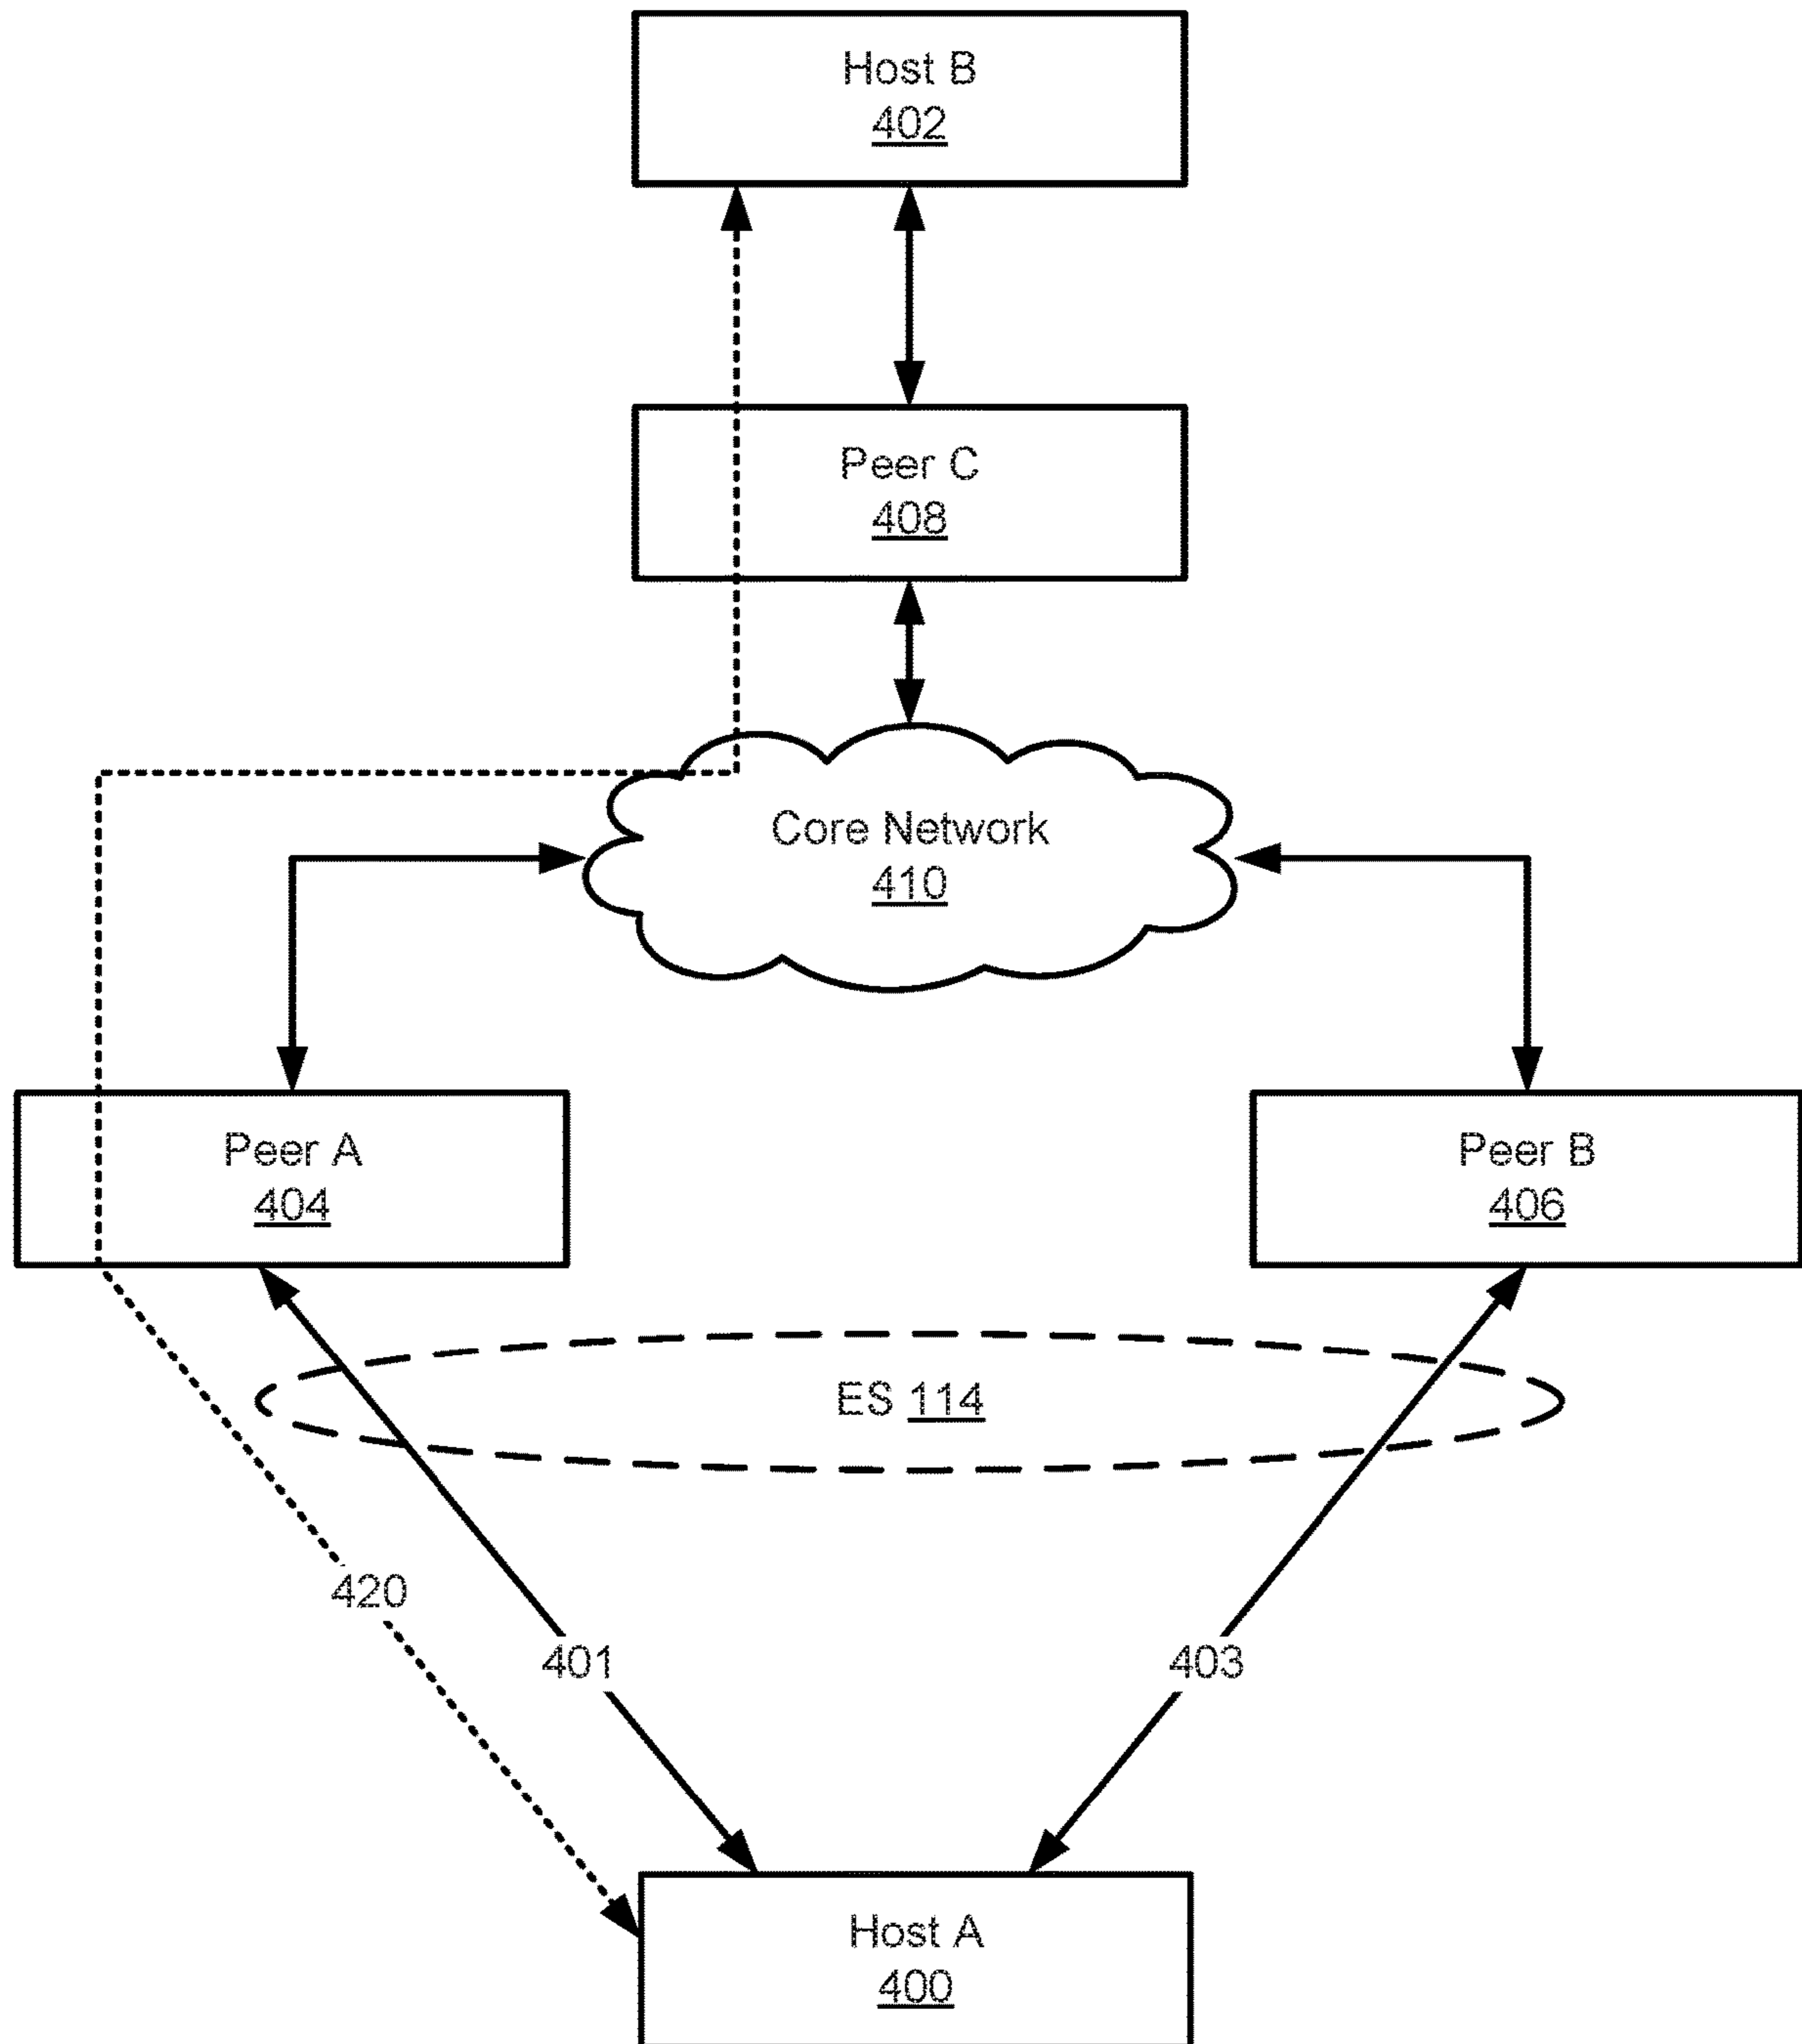 Host B
402
Peer C
408
Core Network
410
Peer A
404
Peer B
406
ES 114
420
401
403
Host A
400